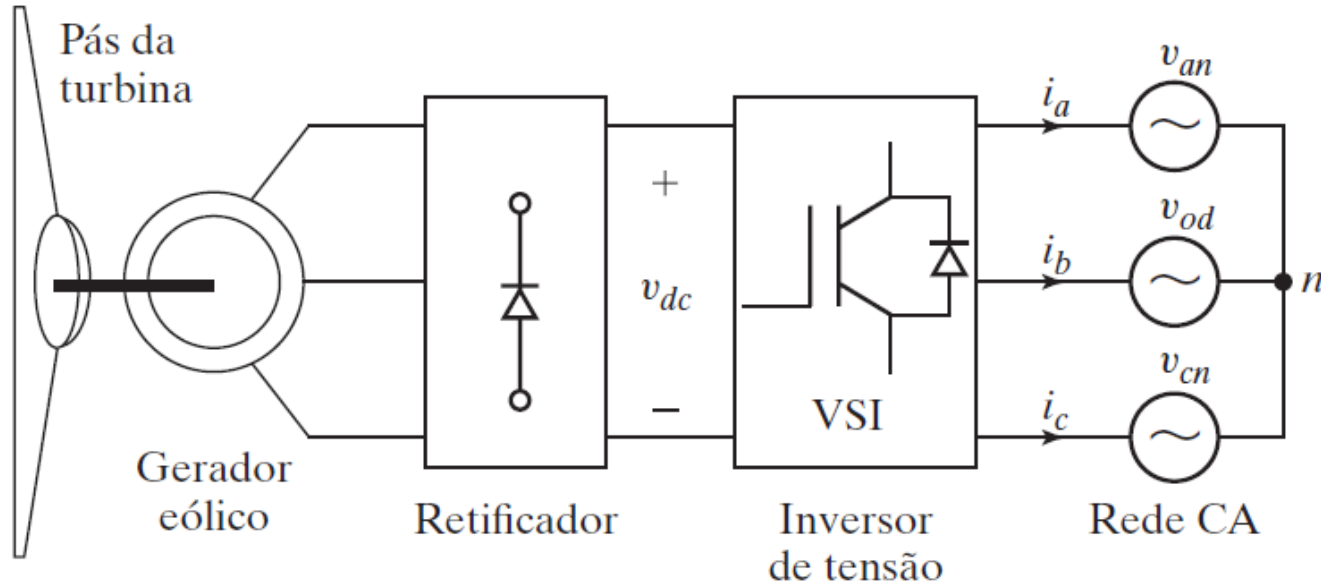 Pás da
turbina
Gerador
eólico
Retificador
+
v_dc
−
VSI
Inversor
de tensão
i_a
i_b
i_c
v_an
v_od
v_cn
n
Rede CA